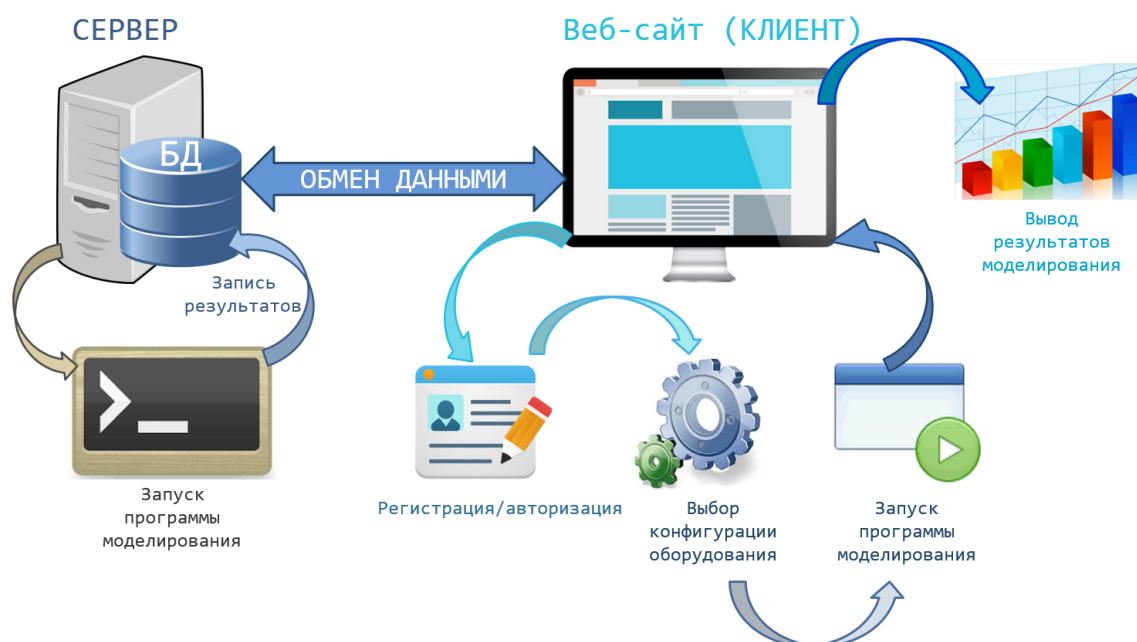 СЕРВЕР
Веб-сайт (КЛИЕНТ)
БД
ОБМЕН ДАННЫМИ
Вывод
результатов
моделирования
Запись
результатов
Запуск
программы
моделирования
Регистрация/авторизация
Выбор
конфигурации
оборудования
Запуск
программы
моделирования